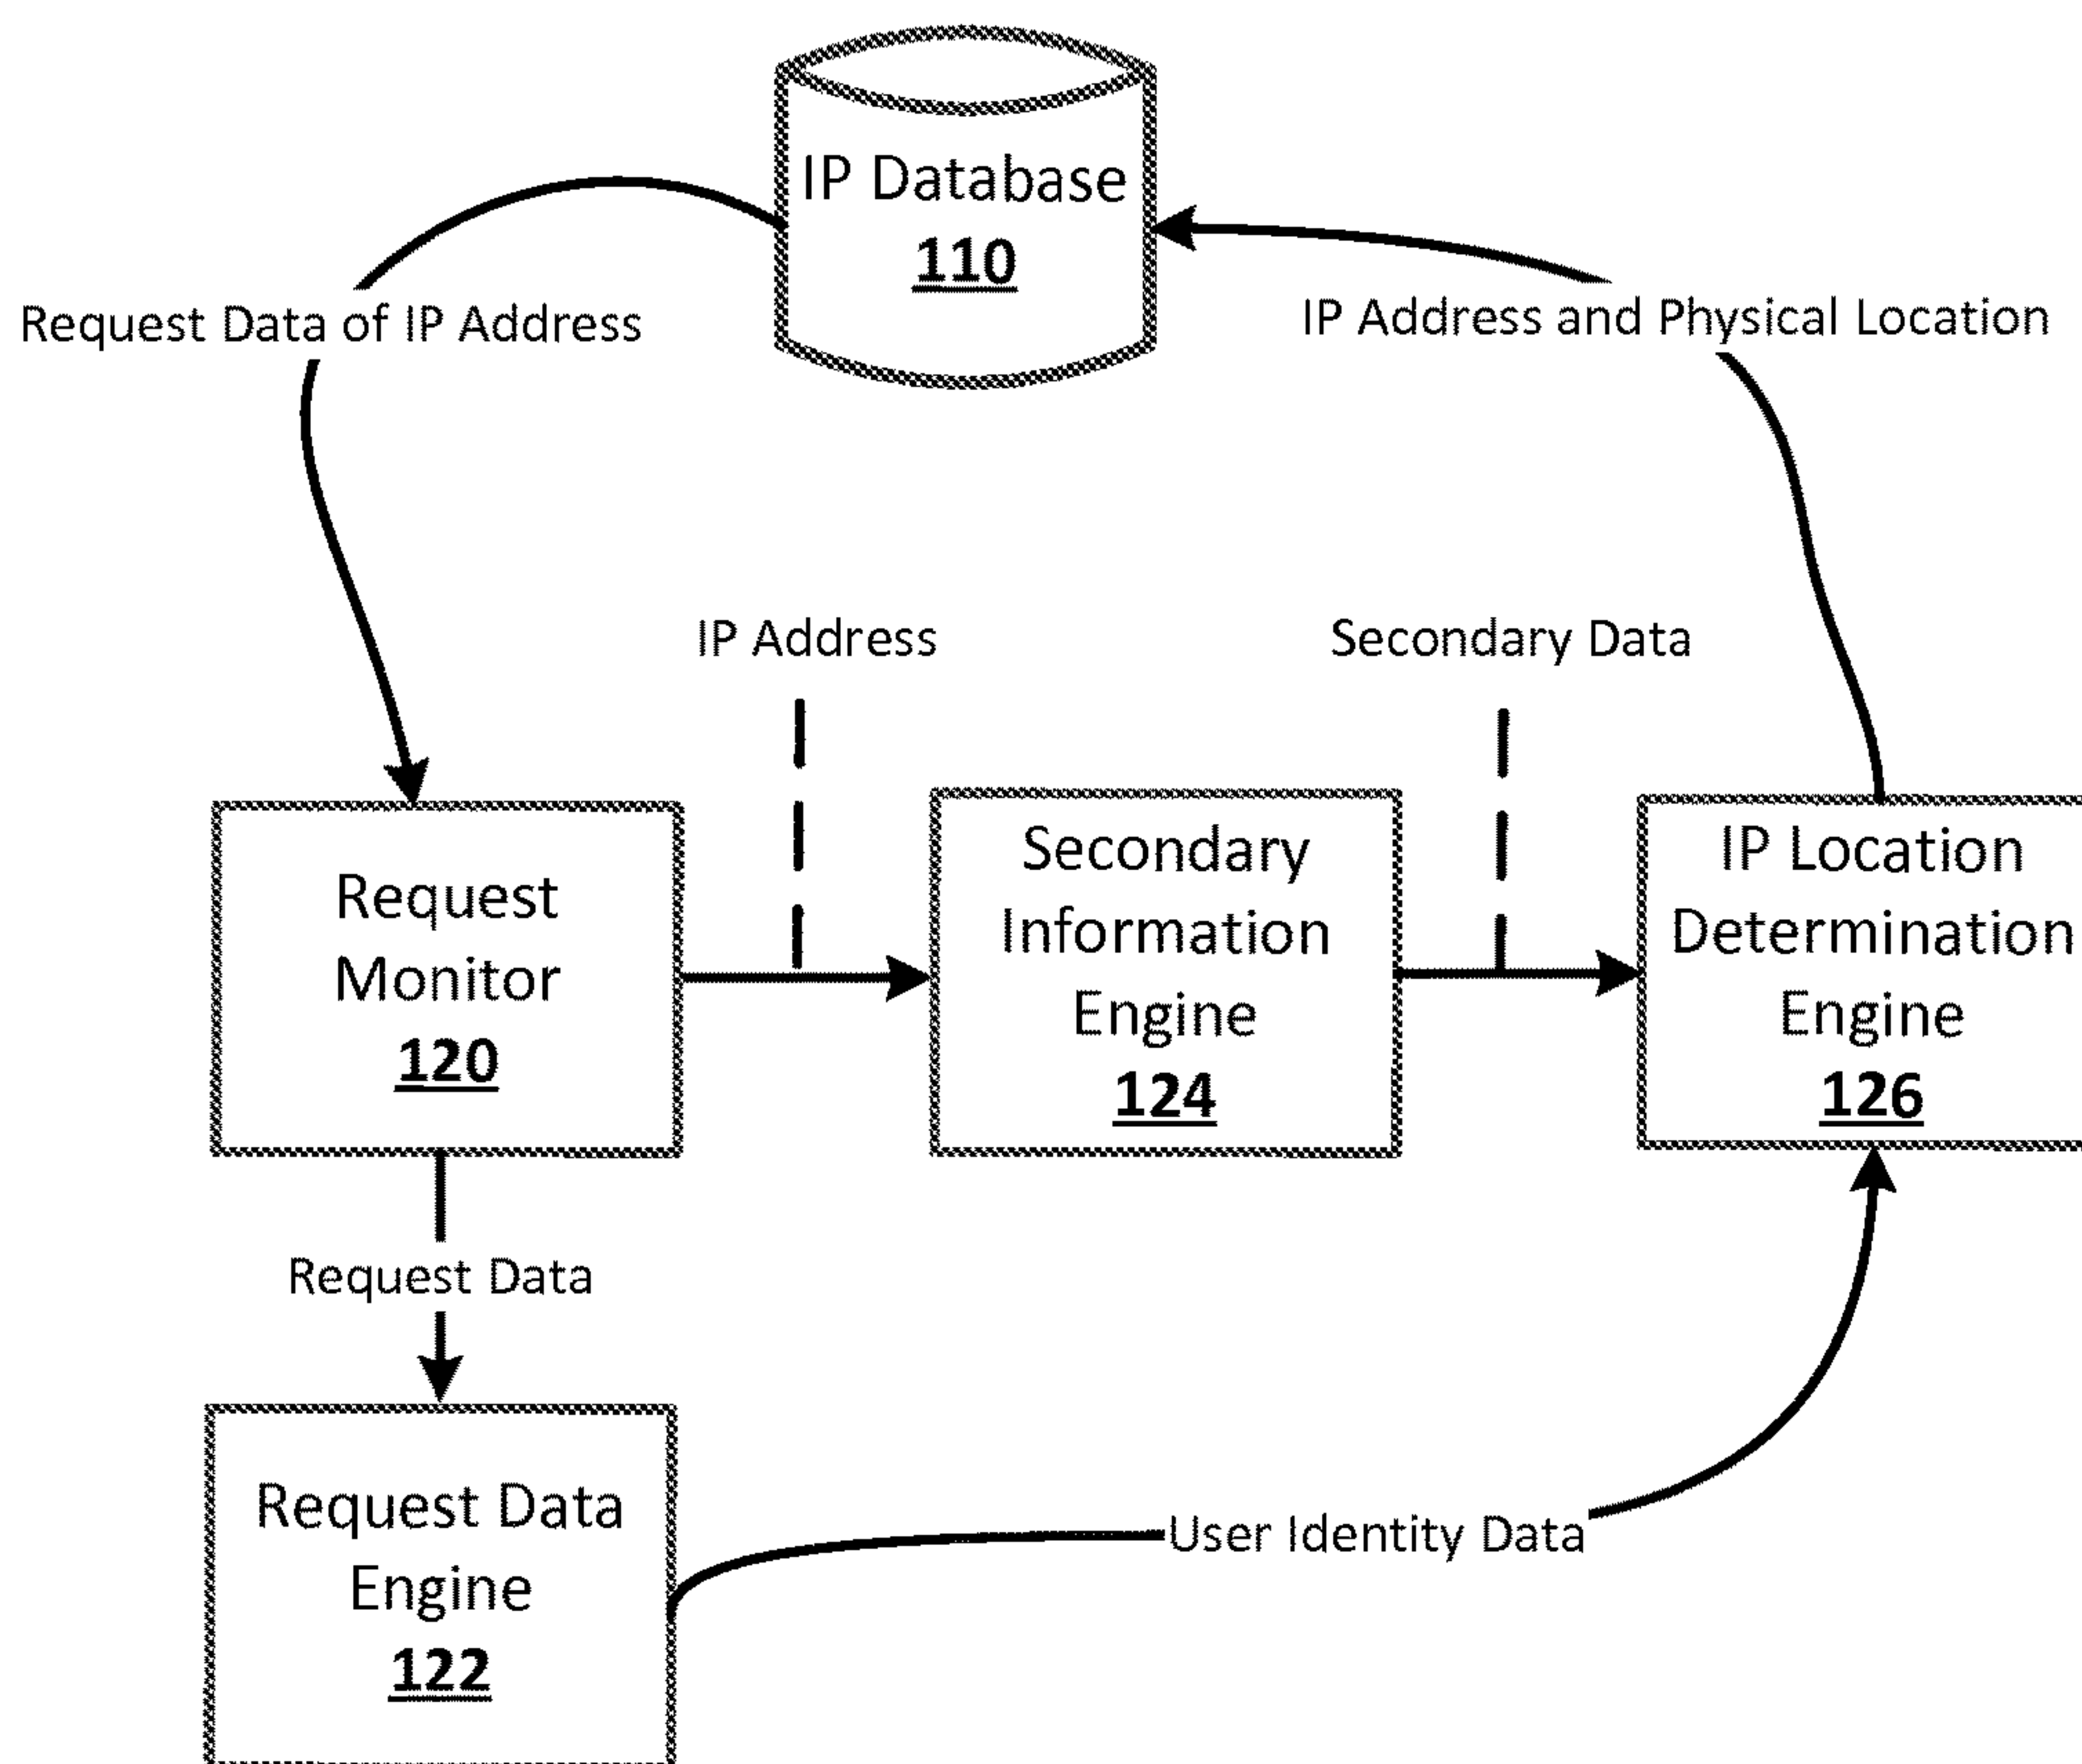 IP Database
110
Request Data of IP Address
IP Address and Physical Location
IP Address
Secondary Data
Request
Monitor
120
Secondary
Information
Engine
124
IP Location
Determination
Engine
126
Request Data
Request Data
Engine
122
User Identity Data